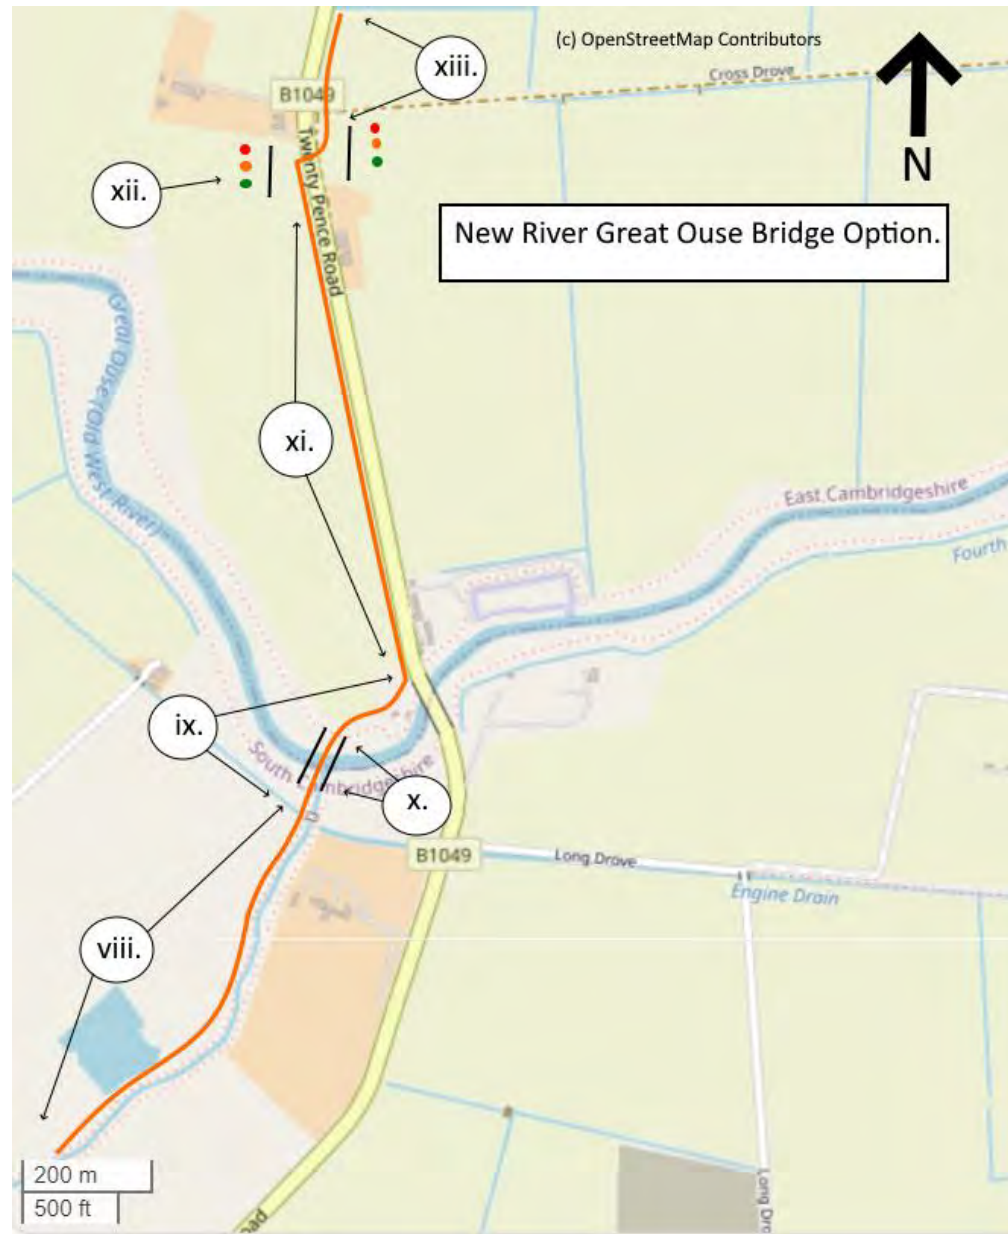 (c) OpenStreetMap Contributors
xiii.
Cross Drove
B1049
N
xii.
Twenty Pence Road
New River Great Ouse Bridge Option.
Great Ouse (Old West River)
xi.
East Cambridgeshire
Fourth
ix.
South Cambridgeshire
x.
B1049
Long Drove
Engine Drain
viii.
200 m
500 ft
oad
Long Dro